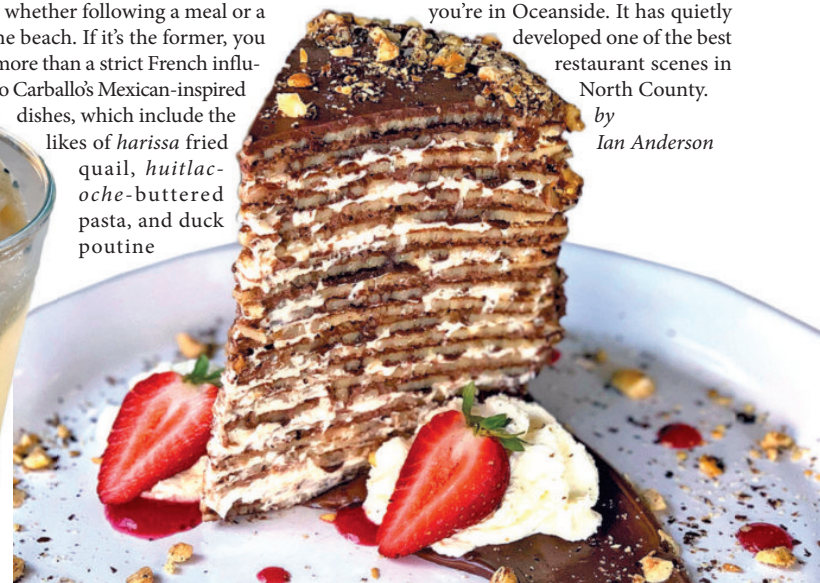 whether following a meal or a
he beach. If it's the former, you
more than a strict French influ-
o Carballo's Mexican-inspired
dishes, which include the
likes of harissa fried
quail, huitlac-
oche-buttered
pasta, and duck
poutine
you're in Oceanside. It has quietly
developed one of the best
restaurant scenes in
North County.
by
Ian Anderson